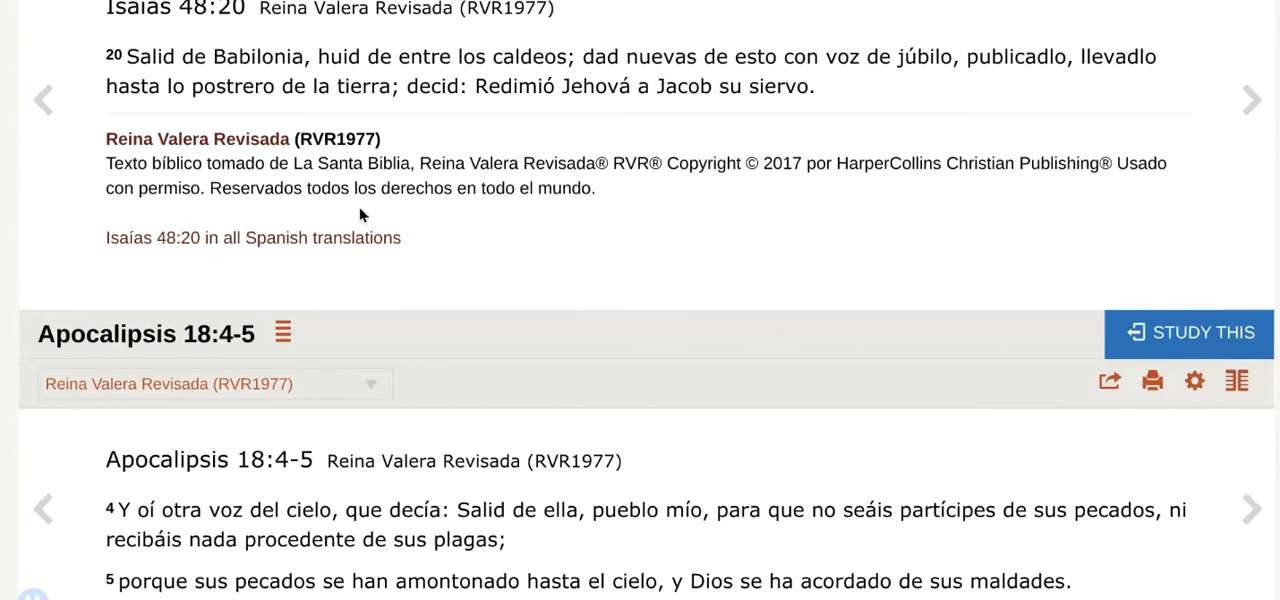 Isaías 48:20 Reina Valera Revisada (RVR1977)
20 Salid de Babilonia, huid de entre los caldeos; dad nuevas de esto con voz de júbilo, publicadlo, llevadlo
hasta lo postrero de la tierra; decid: Redimió Jehová a Jacob su siervo.
Reina Valera Revisada (RVR1977)
Texto bíblico tomado de La Santa Biblia, Reina Valera Revisada® RVR® Copyright © 2017 por HarperCollins Christian Publishing® Usado
con permiso. Reservados todos los derechos en todo el mundo.
Isaías 48:20 in all Spanish translations
Apocalipsis 18:4-5
STUDY THIS
Reina Valera Revisada (RVR1977)
Apocalipsis 18:4-5 Reina Valera Revisada (RVR1977)
4 Y oí otra voz del cielo, que decía: Salid de ella, pueblo mío, para que no seáis partícipes de sus pecados, ni
recibáis nada procedente de sus plagas;
5 porque sus pecados se han amontonado hasta el cielo, y Dios se ha acordado de sus maldades.